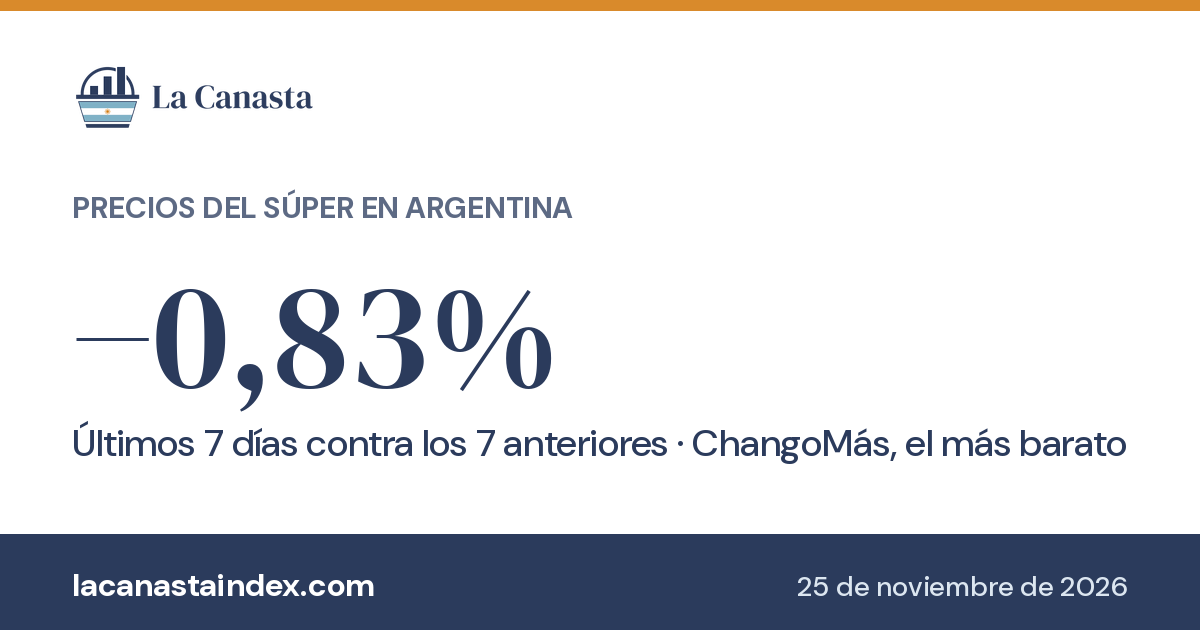 La Canasta
PRECIOS DEL SÚPER EN ARGENTINA
−0,83%
Últimos 7 días contra los 7 anteriores · ChangoMás, el más barato
lacanastaindex.com
25 de noviembre de 2026